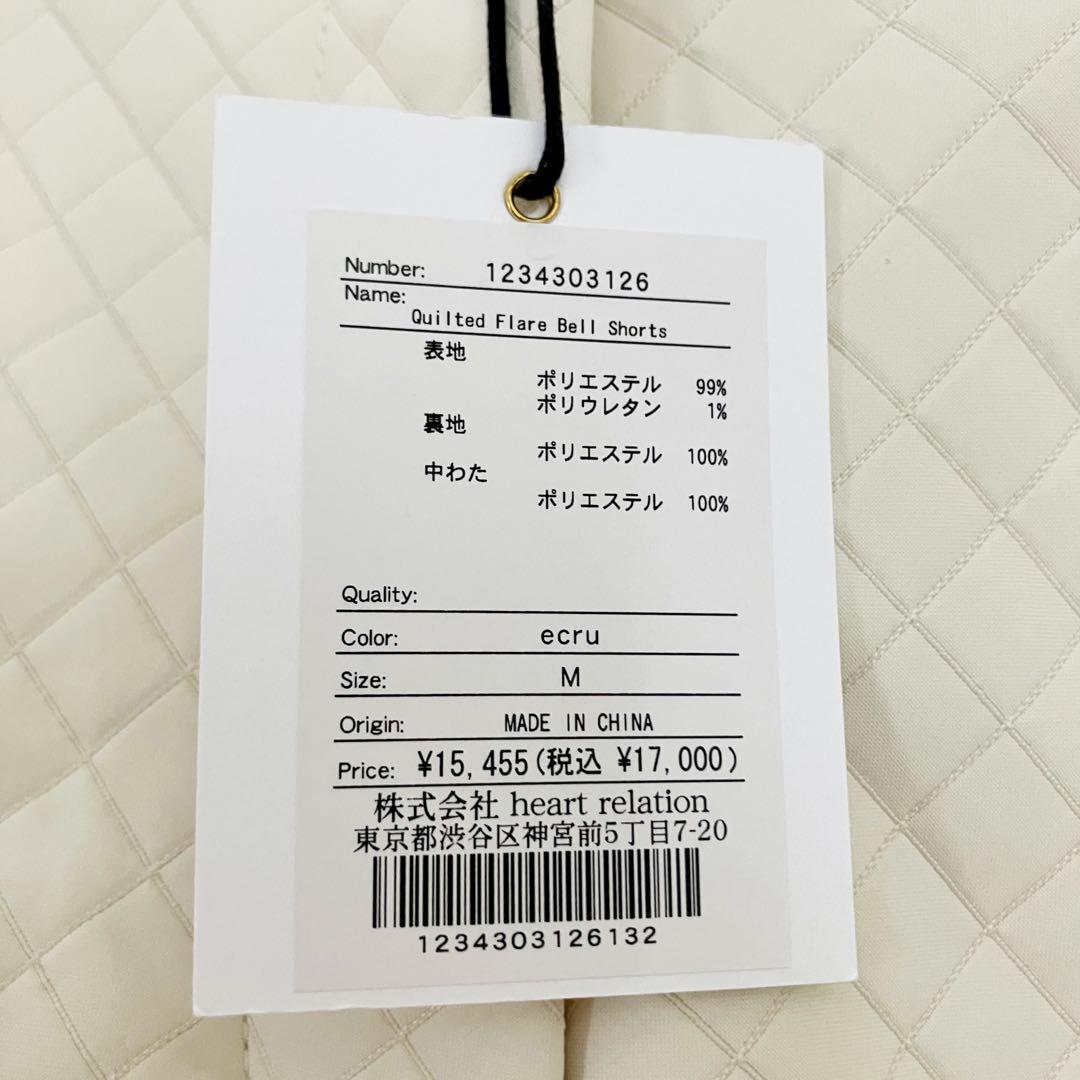 Number: 1234303126
Name:
Quilted Flare Bell Shorts
表地
ポリエステル 99%
ポリウレタン 1%
裏地
ポリエステル 100%
中わた
ポリエステル 100%
Quality:
Color: ecru
Size: M
Origin: MADE IN CHINA
Price: ¥15,455(税込 ¥17,000)
株式会社 heart relation
東京都渋谷区神宮前5丁目7-20
1234303126132